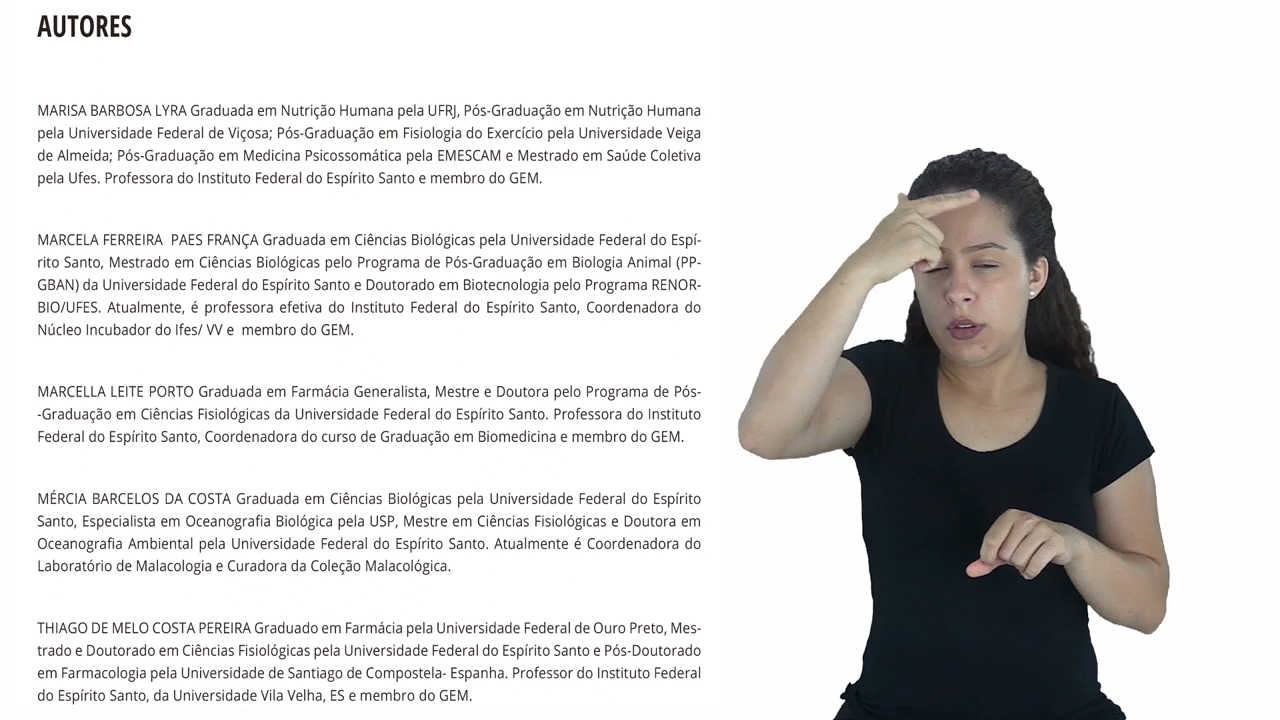 AUTORES
MARISA BARBOSA LYRA Graduada em Nutrição Humana pela UFRJ, Pós-Graduação em Nutrição Humana
pela Universidade Federal de Viçosa; Pós-Graduação em Fisiologia do Exercício pela Universidade Veiga
de Almeida; Pós-Graduação em Medicina Psicossomática pela EMESCAM e Mestrado em Saúde Coletiva
pela Ufes. Professora do Instituto Federal do Espírito Santo e membro do GEM.
MARCELA FERREIRA  PAES FRANÇA Graduada em Ciências Biológicas pela Universidade Federal do Espí-
rito Santo, Mestrado em Ciências Biológicas pelo Programa de Pós-Graduação em Biologia Animal (PP-
GBAN) da Universidade Federal do Espírito Santo e Doutorado em Biotecnologia pelo Programa RENOR-
BIO/UFES. Atualmente, é professora efetiva do Instituto Federal do Espírito Santo, Coordenadora do
Núcleo Incubador do Ifes/ VV e  membro do GEM.
MARCELLA LEITE PORTO Graduada em Farmácia Generalista, Mestre e Doutora pelo Programa de Pós-
-Graduação em Ciências Fisiológicas da Universidade Federal do Espírito Santo. Professora do Instituto
Federal do Espírito Santo, Coordenadora do curso de Graduação em Biomedicina e membro do GEM.
MÉRCIA BARCELOS DA COSTA Graduada em Ciências Biológicas pela Universidade Federal do Espírito
Santo, Especialista em Oceanografia Biológica pela USP, Mestre em Ciências Fisiológicas e Doutora em
Oceanografia Ambiental pela Universidade Federal do Espírito Santo. Atualmente é Coordenadora do
Laboratório de Malacologia e Curadora da Coleção Malacológica.
THIAGO DE MELO COSTA PEREIRA Graduado em Farmácia pela Universidade Federal de Ouro Preto, Mes-
trado e Doutorado em Ciências Fisiológicas pela Universidade Federal do Espírito Santo e Pós-Doutorado
em Farmacologia pela Universidade de Santiago de Compostela- Espanha. Professor do Instituto Federal
do Espírito Santo, da Universidade Vila Velha, ES e membro do GEM.